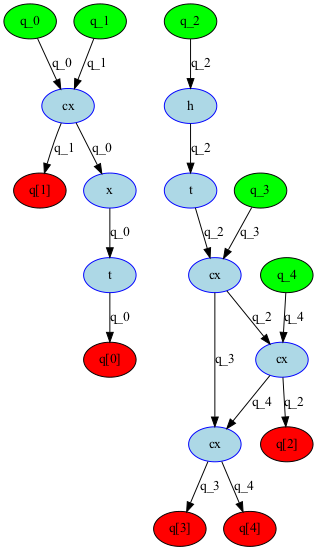 q_0 q_1 q_2
q_0 q_1 q_2
cx h
q_1 q_0 q_2
q[1] x t q_3
q_0 q_2 q_3
t cx q_4
q_0 q_3 q_2 q_4
q[0] cx
q_4 q_2
cx q[2]
q_3 q_4
q[3] q[4]